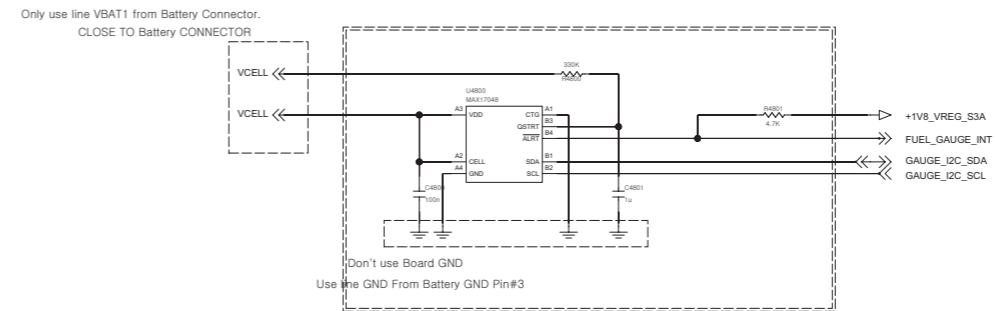 Only use line VBAT1 from Battery Connector.
CLOSE TO Battery CONNECTOR
VCELL
330K
R4800
U4800
MAX17048
VCELL
A3 VDD
CTG A1
QSTRT B3
ALRT B4
A2 CELL
A4 GND
SDA B1
SCL B2
R4801
4.7K
+1V8_VREG_S3A
FUEL_GAUGE_INT
GAUGE_I2C_SDA
GAUGE_I2C_SCL
100n
C4801
1u
Don't use Board GND
Use line GND From Battery GND Pin#3